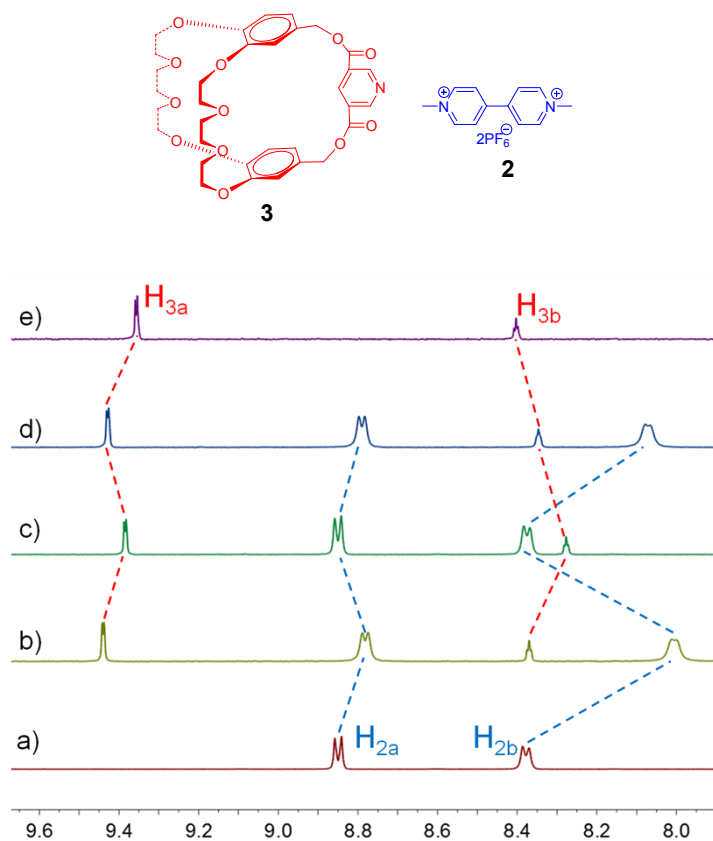 O O
O O
O O
O N
O O
O O
O O
O O
3
N+ +N
2PF6⊖
2
H3a H3b
e)
d)
c)
b)
a) H2a H2b
9.6 9.4 9.2 9.0 8.8 8.6 8.4 8.2 8.0